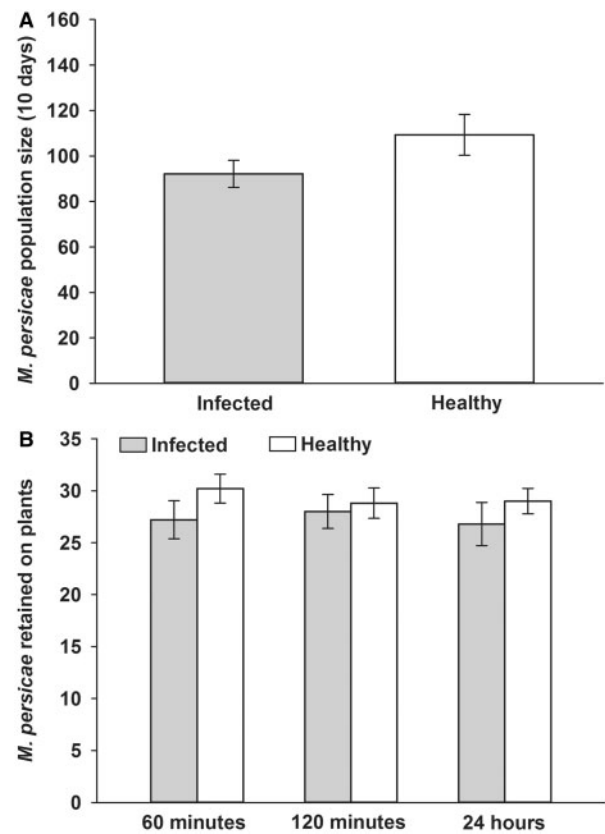 A
M. persicae population size (10 days)
160
140
120
100
80
60
40
20
0
Infected
Healthy
B
M. persicae retained on plants
35
30
25
20
15
10
5
0
Infected
Healthy
60 minutes
120 minutes
24 hours